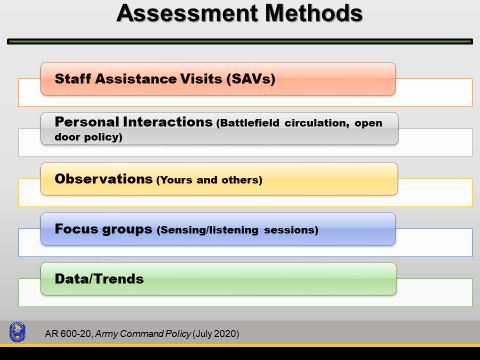 Assessment Methods
Staff Assistance Visits (SAVs)
Personal Interactions (Battlefield circulation, open
door policy)
Observations (Yours and others)
Focus groups (Sensing/listening sessions)
Data/Trends
AR 600-20, Army Command Policy (July 2020)